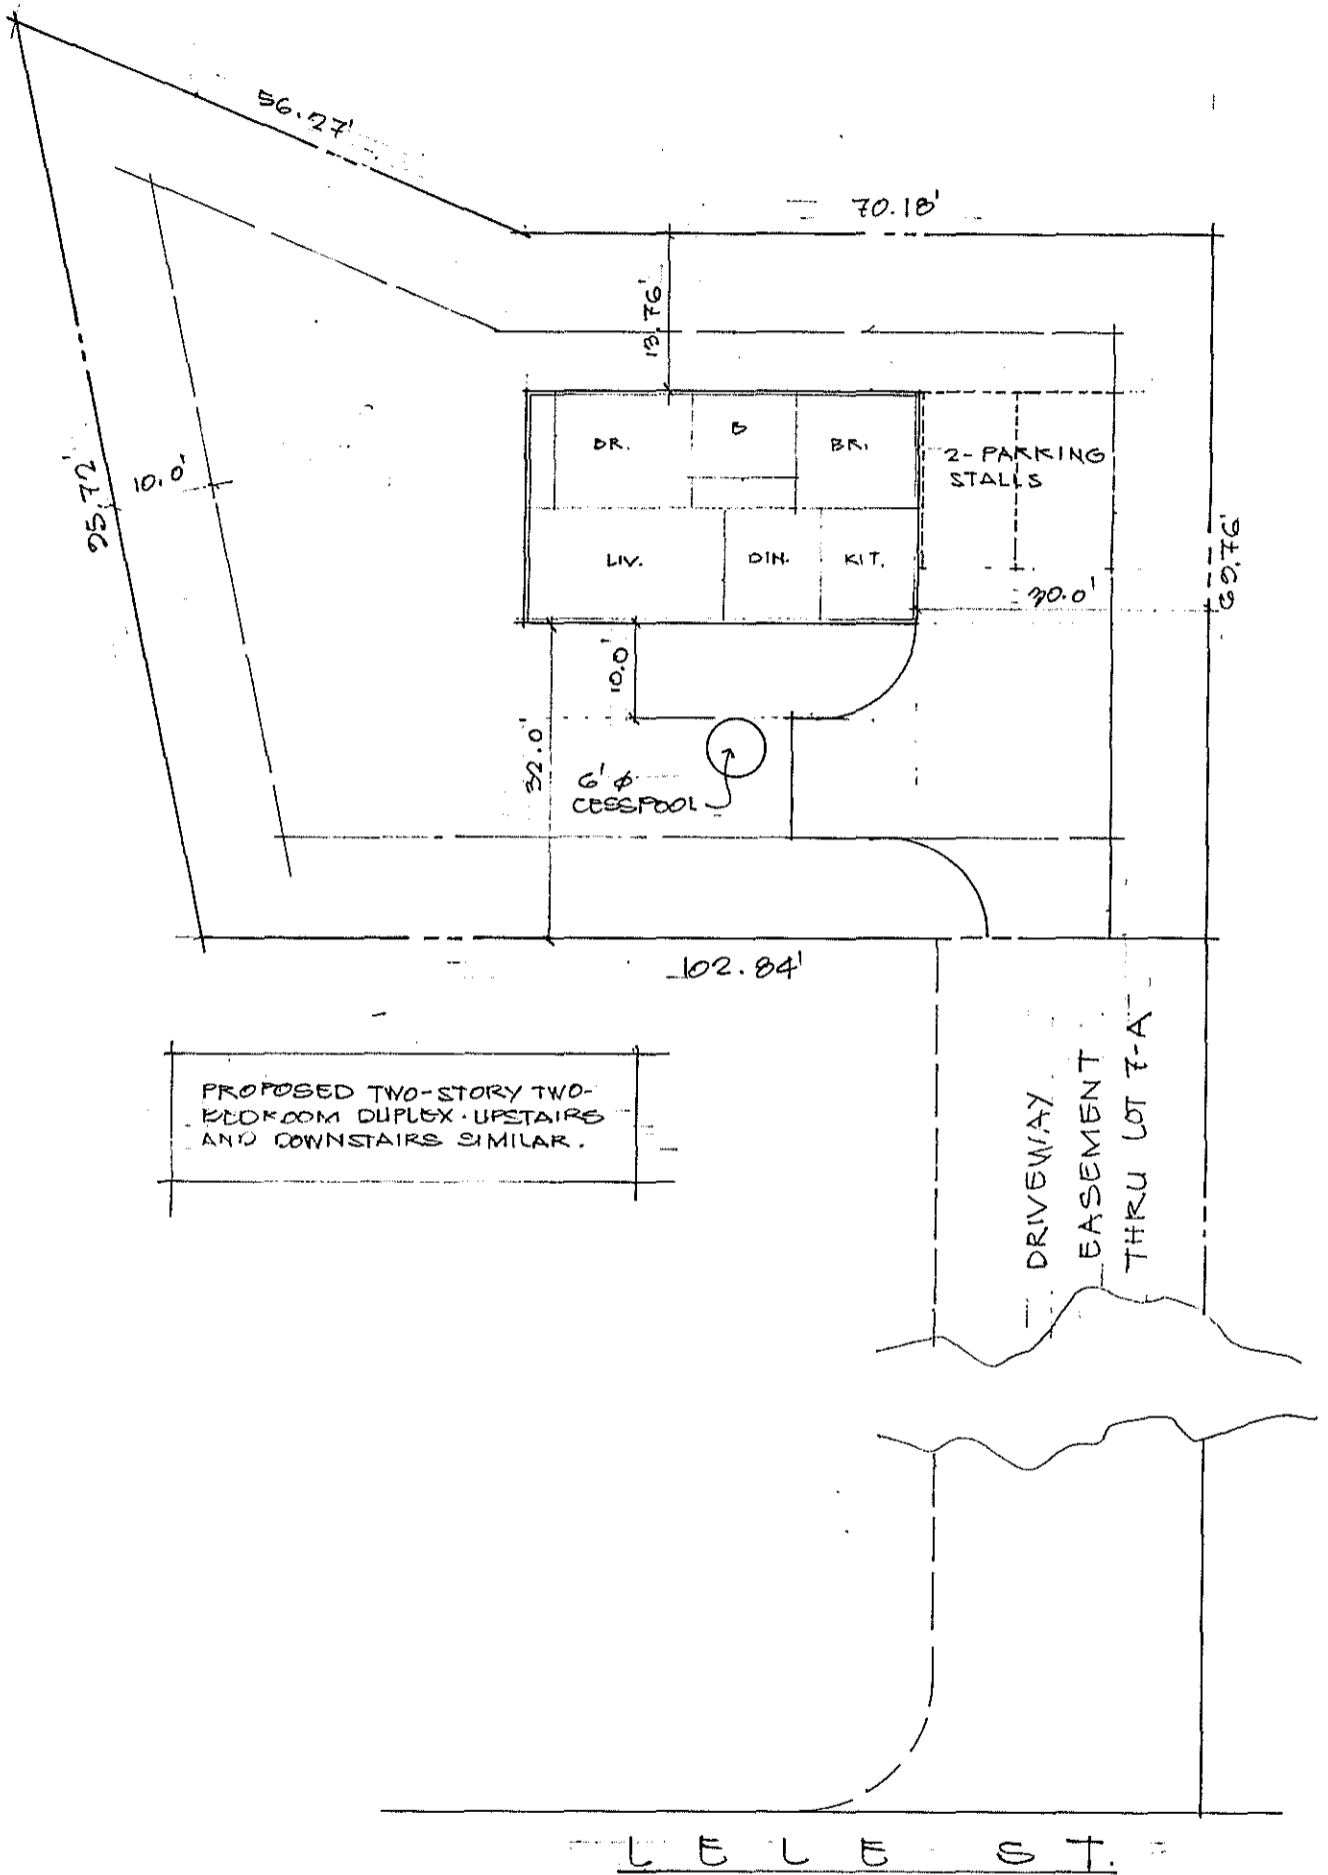 56.27'
70.18'
13.76'
BR.
B
BR.
2-PARKING
STALLS
95.72'
10.0'
LIV.
DIN.
KIT.
30.0'
69.76'
10.0'
32.0'
6' Ø
CESSPOOL
102.84'
PROPOSED TWO-STORY TWO-
BEDROOM DUPLEX. UPSTAIRS
AND DOWNSTAIRS SIMILAR.
DRIVEWAY
EASEMENT
THRU LOT 7-A
LELE ST.